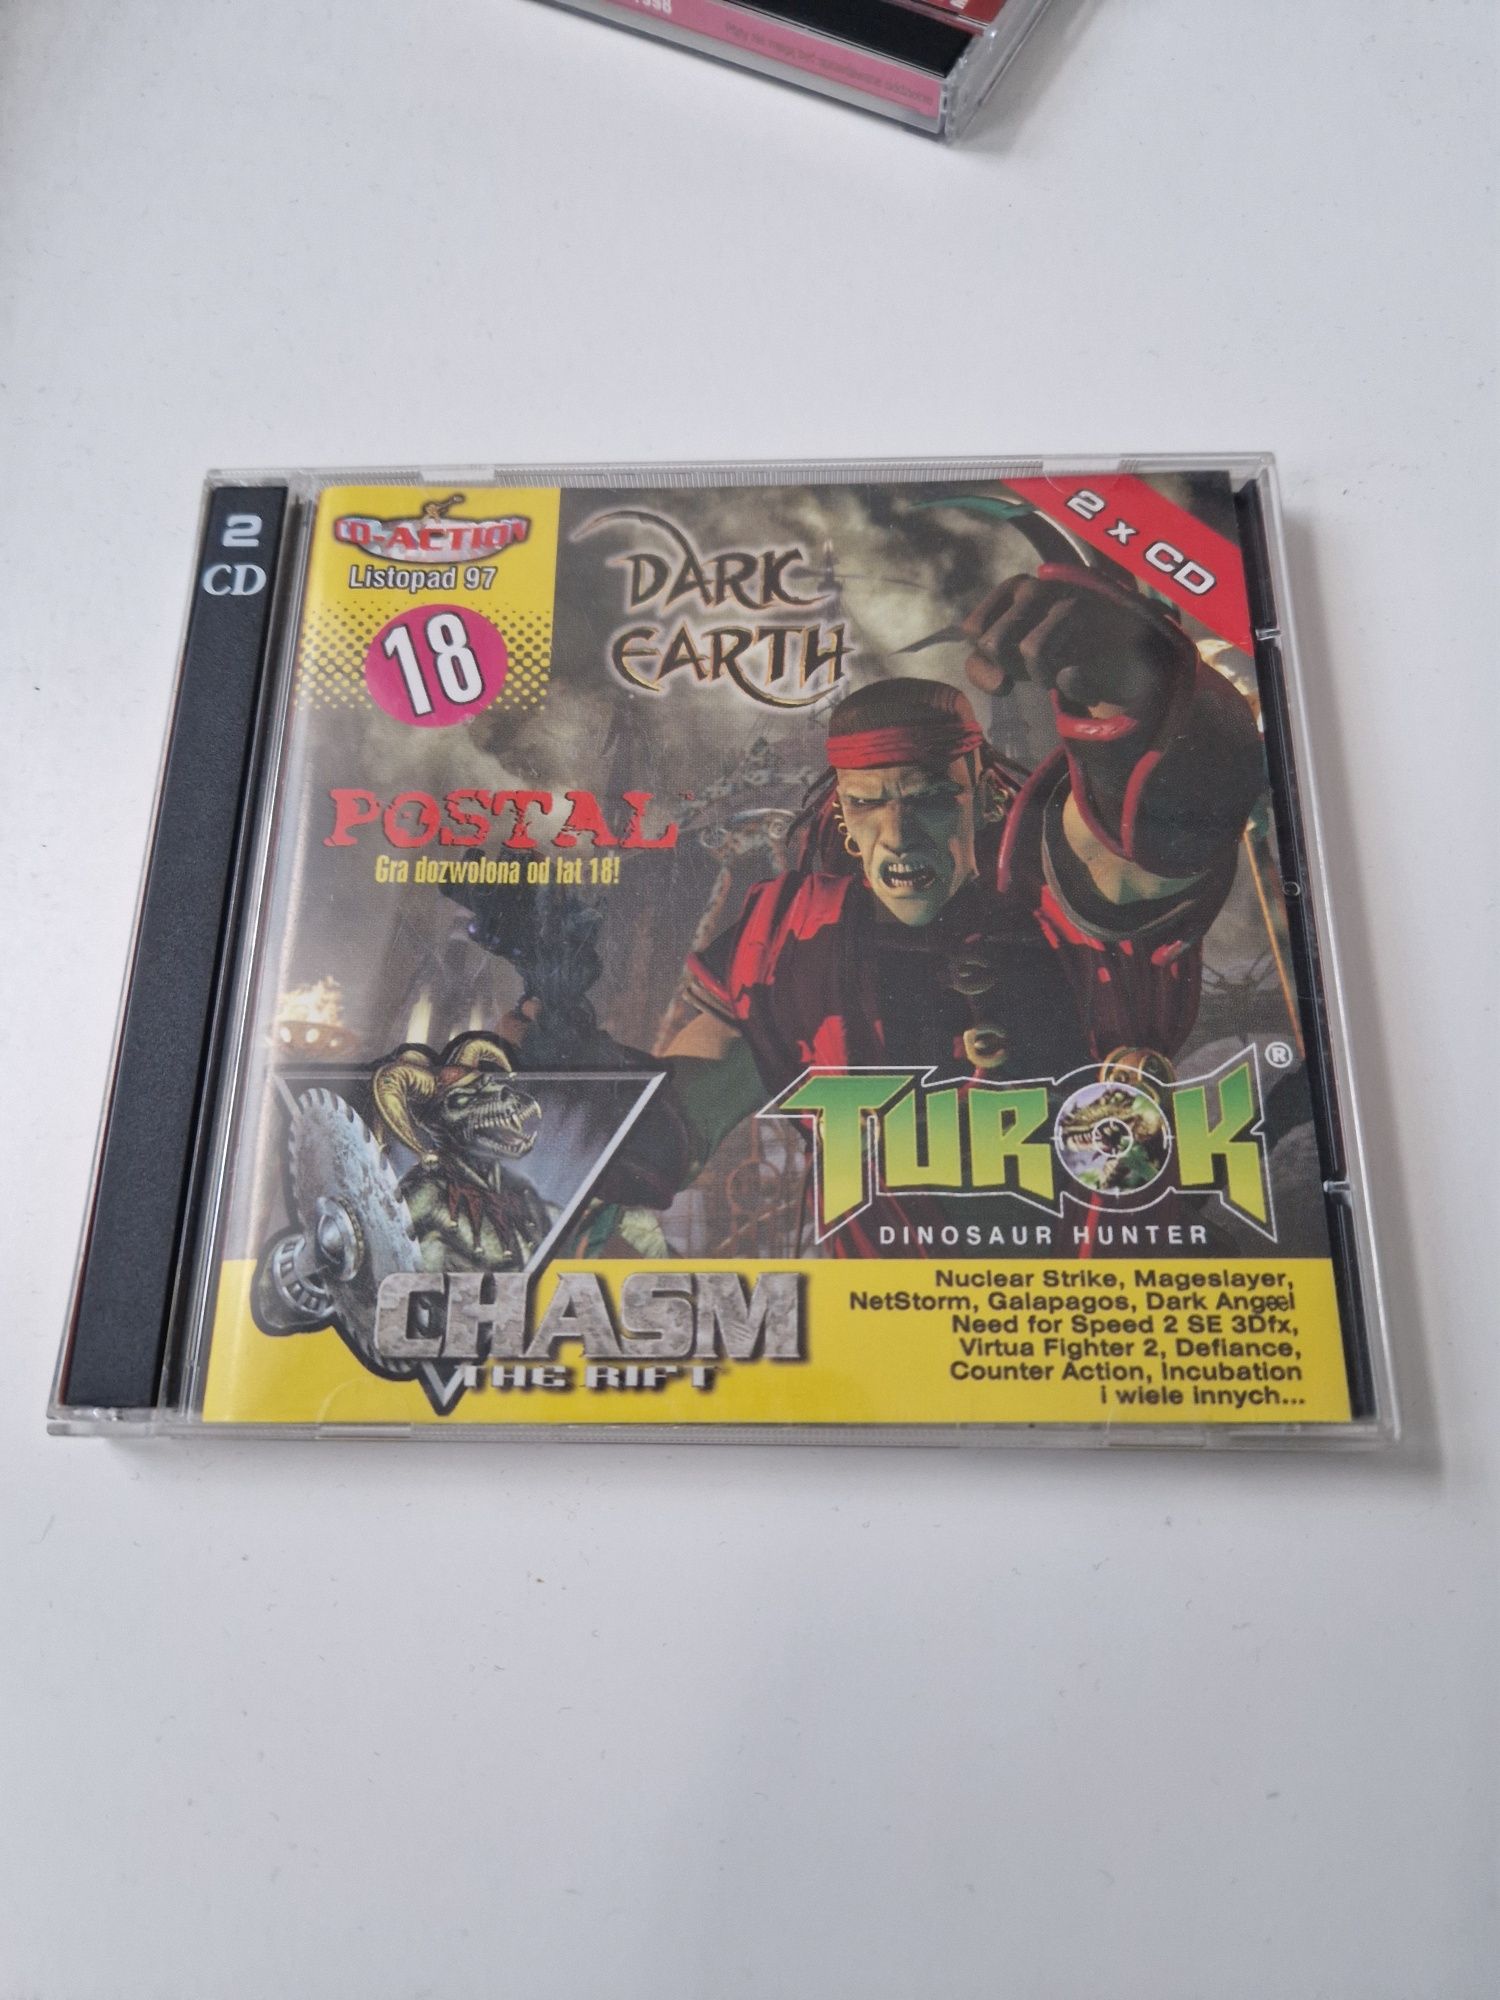 1998
2
CD
CD-ACTION
Listopad 97
18
2 x CD
DARK
EARTH
POSTAL
Gra dozwolona od lat 18!
TUROK®
DINOSAUR HUNTER
CHASM
THE RIFT
Nuclear Strike, Mageslayer,
NetStorm, Galapagos, Dark Angeel
Need for Speed 2 SE 3Dfx,
Virtua Fighter 2, Defiance,
Counter Action, Incubation
i wiele innych...